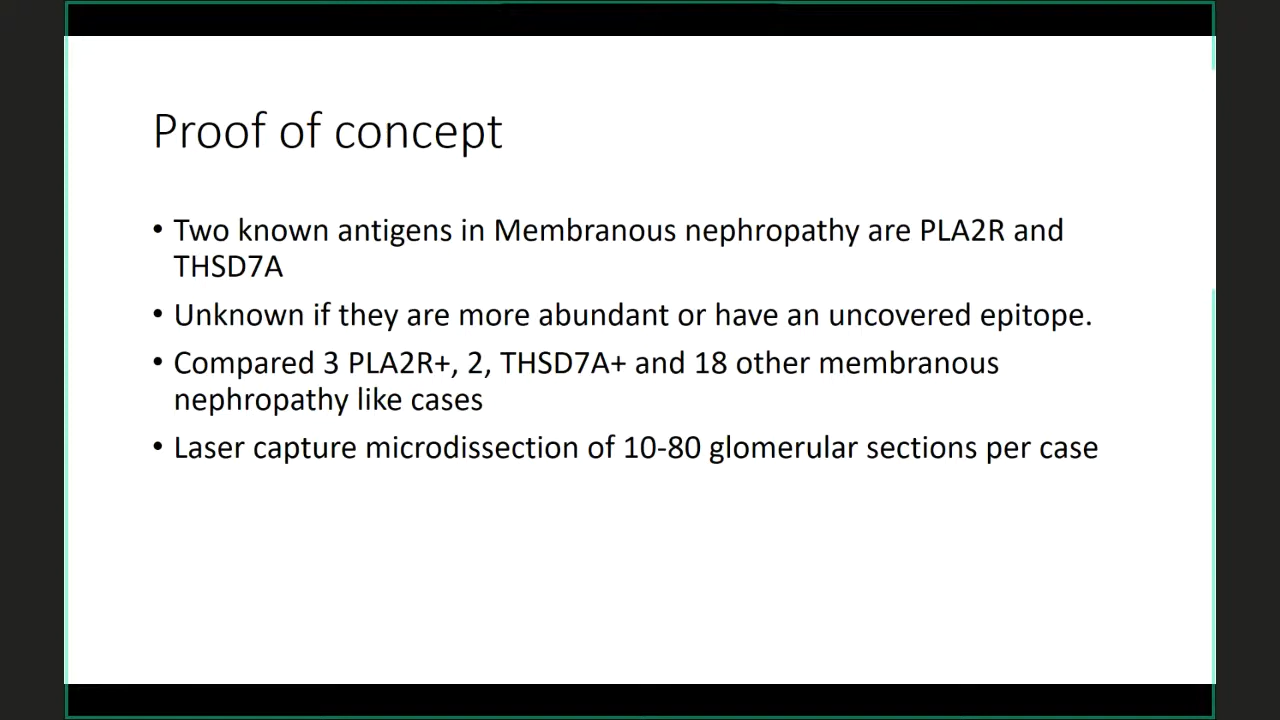 Proof of concept
• Two known antigens in Membranous nephropathy are PLA2R and
THSD7A
• Unknown if they are more abundant or have an uncovered epitope.
• Compared 3 PLA2R+, 2, THSD7A+ and 18 other membranous
nephropathy like cases
• Laser capture microdissection of 10-80 glomerular sections per case